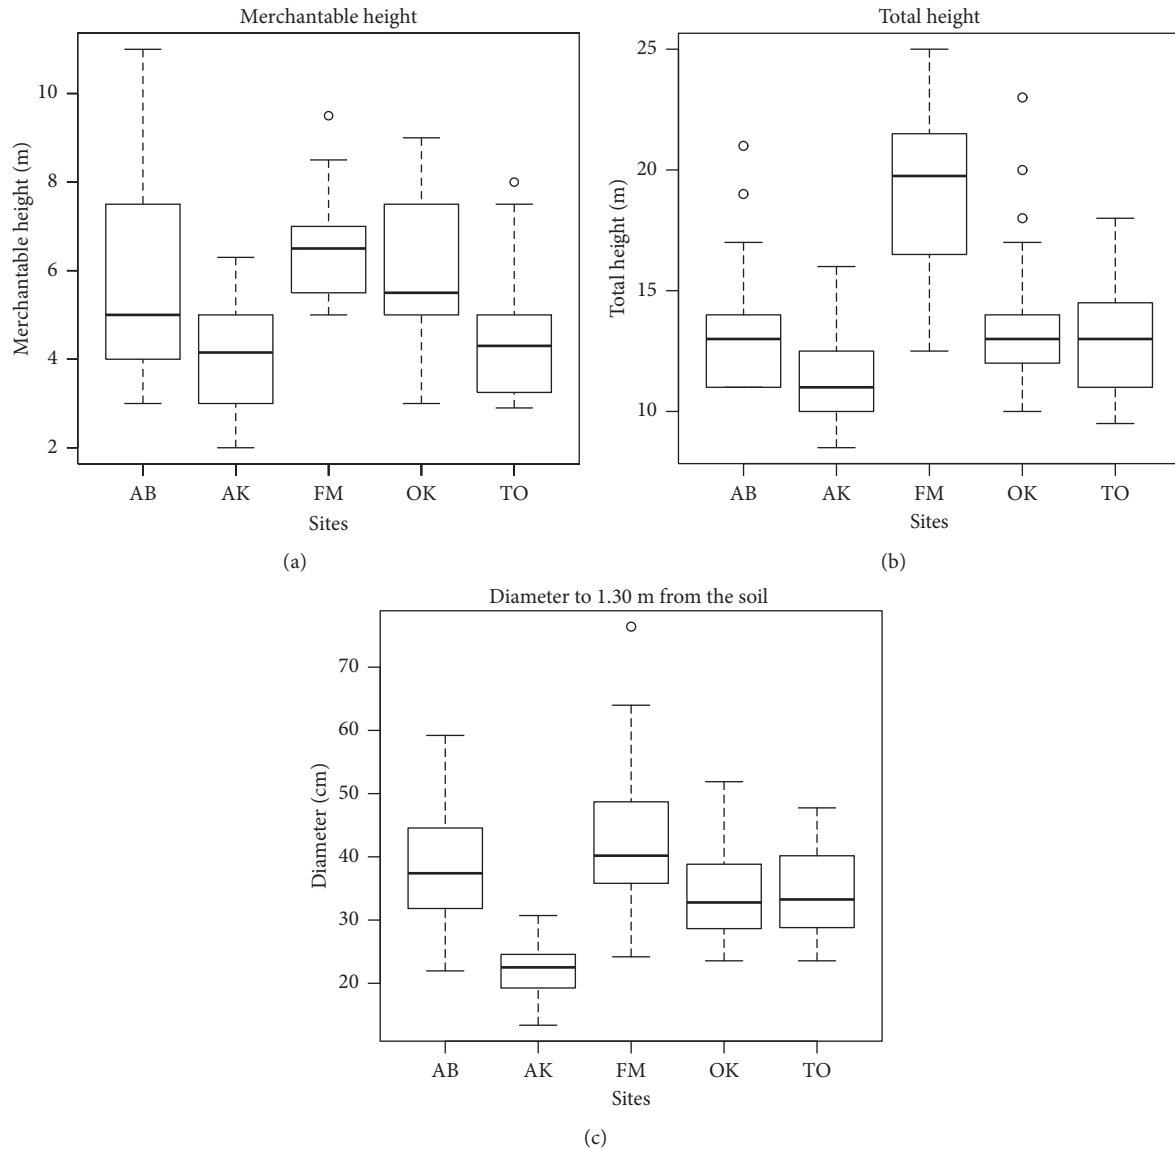 Merchantable height
Merchantable height (m)
10
8
6
4
2
AB AK FM OK TO
Sites
(a)
Total height
Total height (m)
25
20
15
10
AB AK FM OK TO
Sites
(b)
Diameter to 1.30 m from the soil
Diameter (cm)
70
60
50
40
30
20
AB AK FM OK TO
Sites
(c)